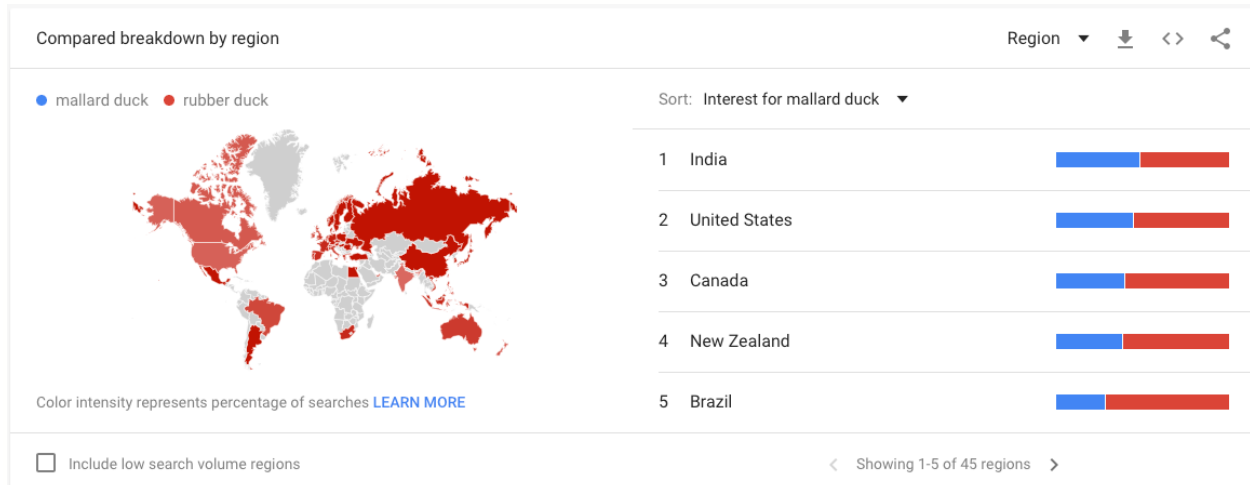 Compared breakdown by region
Region
mallard duck rubber duck
Sort: Interest for mallard duck
1 India
2 United States
3 Canada
4 New Zealand
5 Brazil
Color intensity represents percentage of searches LEARN MORE
Include low search volume regions
Showing 1-5 of 45 regions